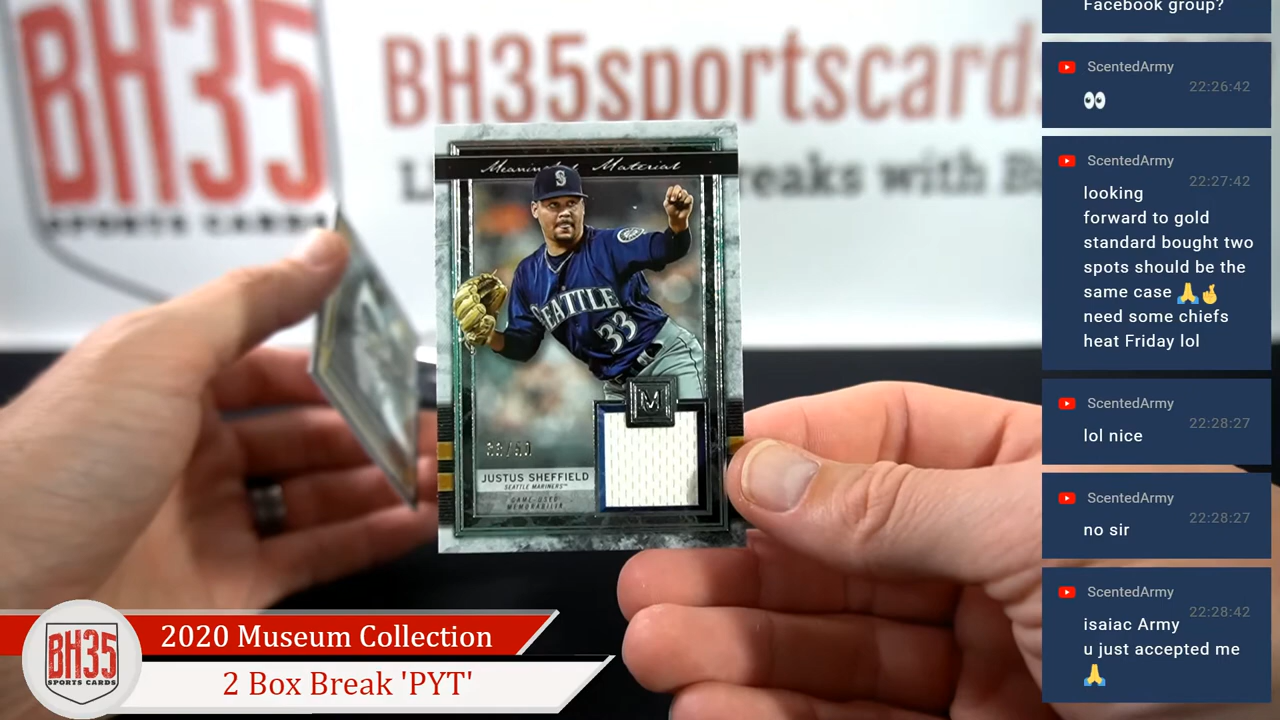 BH35
SPORTS CARDS
BH35sportscard
reaks with
Material
S
SEATTLE
33
M
JUSTUS SHEFFIELD
SEATTLE MARINERS™
GAME-USED
MEMORABILIA
BH35
SPORTS CARDS
2020 Museum Collection
2 Box Break 'PYT'
Facebook group?
ScentedArmy
22:26:42
👀
ScentedArmy
22:27:42
looking
forward to gold
standard bought two
spots should be the
same case 🙏🤞
need some chiefs
heat Friday lol
ScentedArmy
22:28:27
lol nice
ScentedArmy
22:28:27
no sir
ScentedArmy
22:28:42
isaiac Army
u just accepted me
🙏